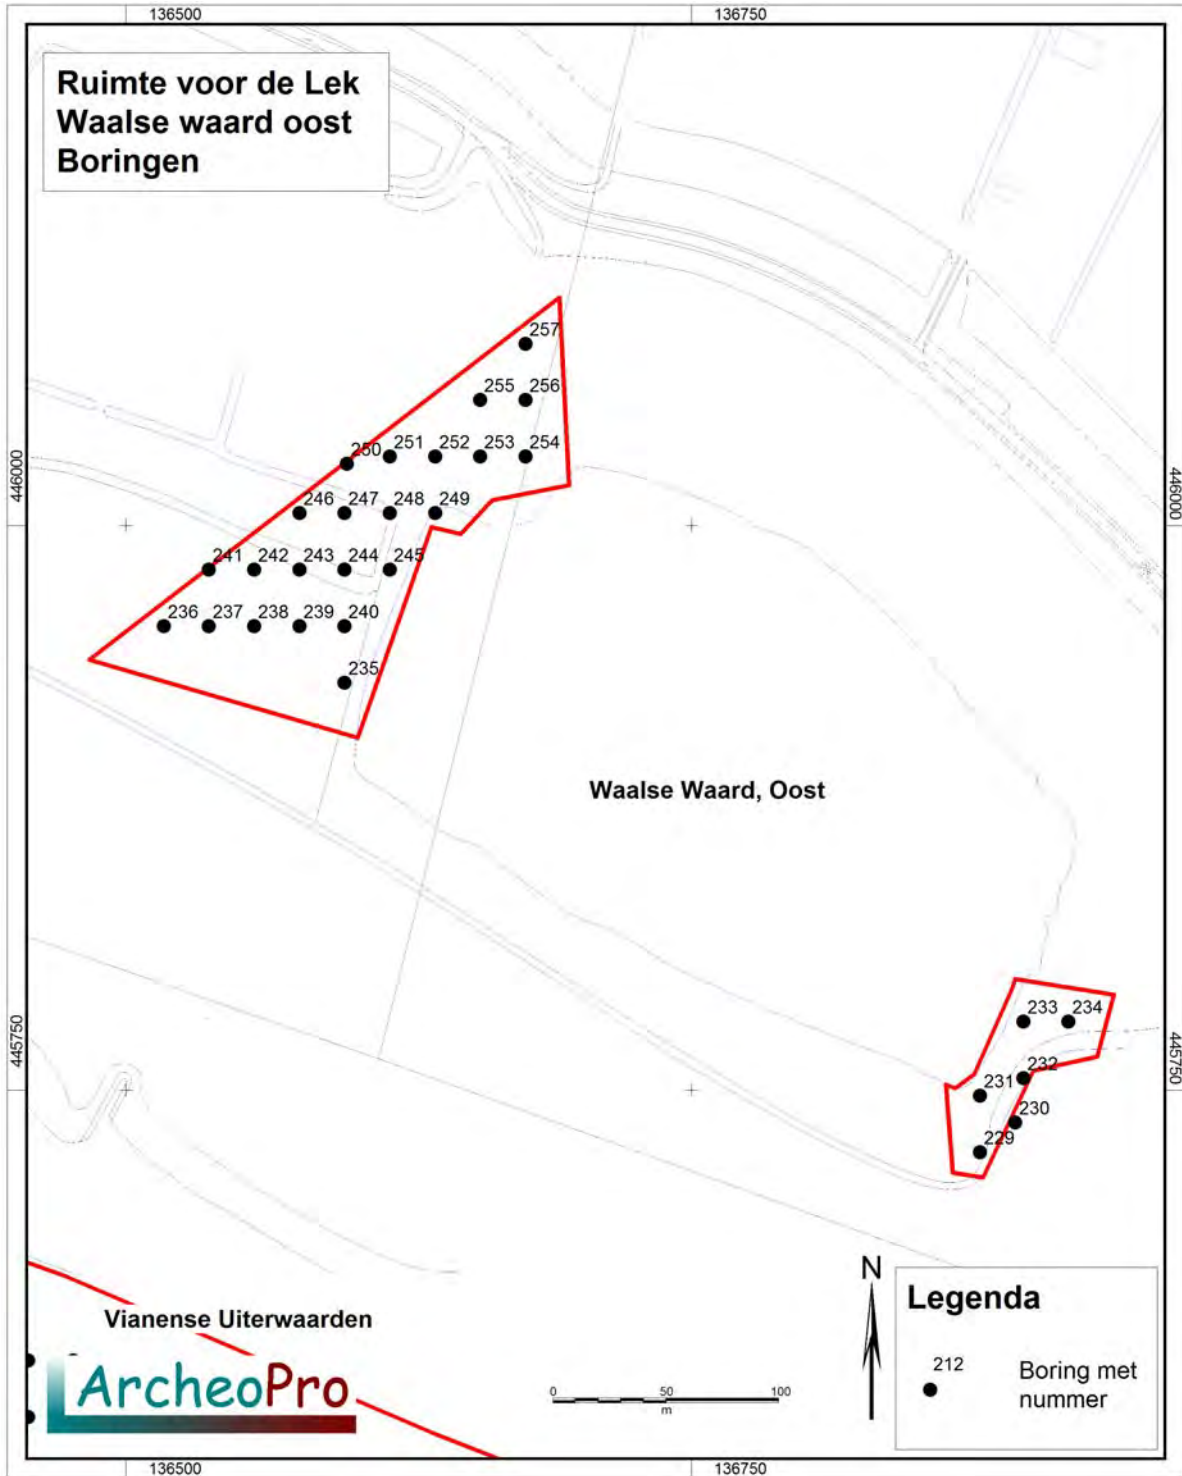 136500
136750
Ruimte voor de Lek
Waalse waard oost
Boringen
257
255 256
250 251 252 253 254
446000
446000
246 247 248 249
241 242 243 244 245
236 237 238 239 240
235
Waalse Waard, Oost
233 234
445750
445750
232
231
230
229
N
Legenda
212
Boring met
nummer
Vianense Uiterwaarden
ArcheoPro
0 50 100
m
136500
136750